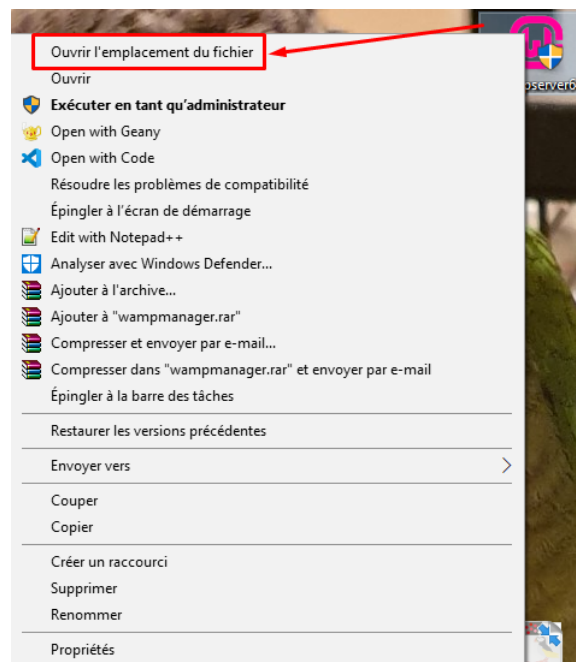 Ouvrir l'emplacement du fichier
Ouvrir
Exécuter en tant qu'administrateur
Open with Geany
Open with Code
Résoudre les problèmes de compatibilité
Épingler à l'écran de démarrage
Edit with Notepad++
Analyser avec Windows Defender...
Ajouter à l'archive...
Ajouter à "wampmanager.rar"
Compresser et envoyer par e-mail...
Compresser dans "wampmanager.rar" et envoyer par e-mail
Épingler à la barre des tâches
Restaurer les versions précédentes
Envoyer vers
Couper
Copier
Créer un raccourci
Supprimer
Renommer
Propriétés